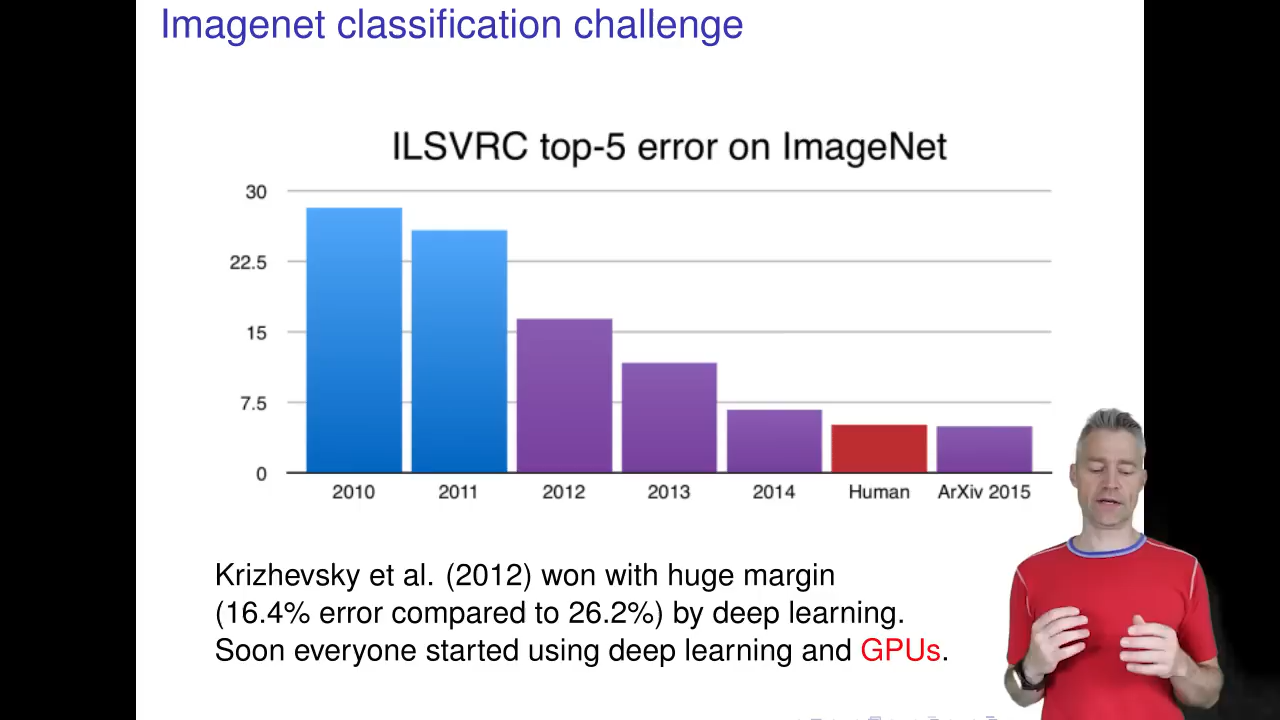 Imagenet classification challenge
ILSVRC top-5 error on ImageNet
30
22.5
15
7.5
0
2010 2011 2012 2013 2014 Human ArXiv 2015
Krizhevsky et al. (2012) won with huge margin
(16.4% error compared to 26.2%) by deep learning.
Soon everyone started using deep learning and GPUs.